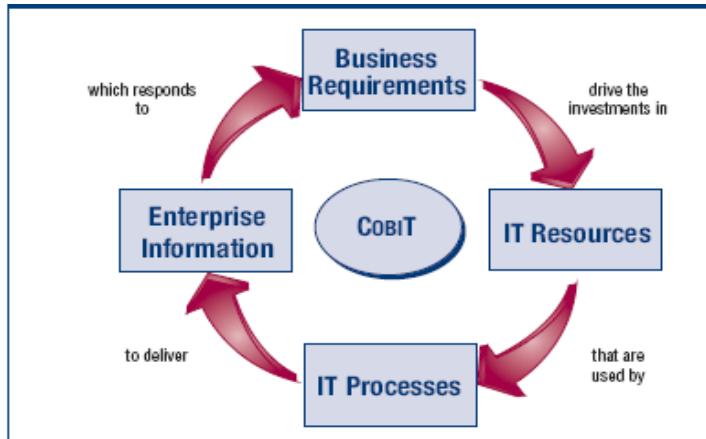 Business
Requirements
which responds
to
drive the
investments in
Enterprise
Information
COBIT
IT Resources
to deliver
IT Processes
that are
used by